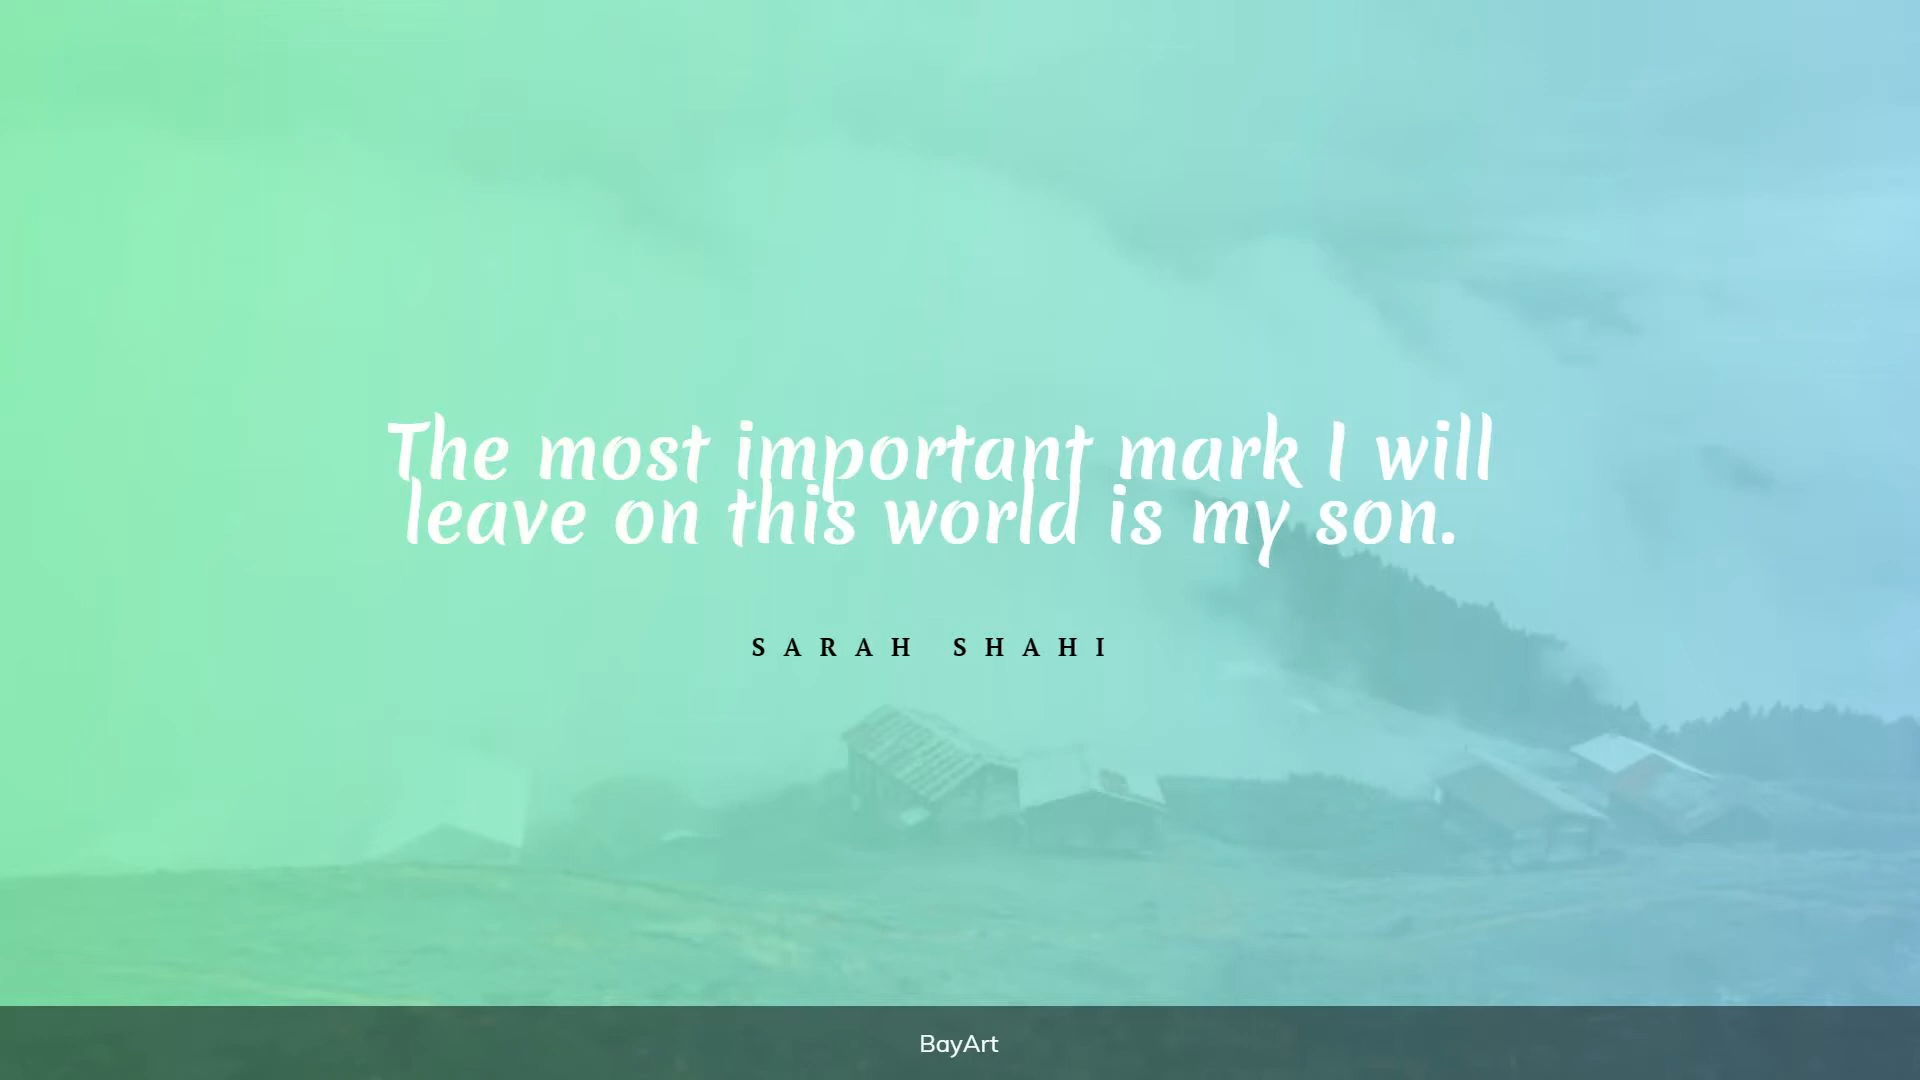 The most important mark I will
leave on this world is my son.
SARAH SHAHI
BayArt